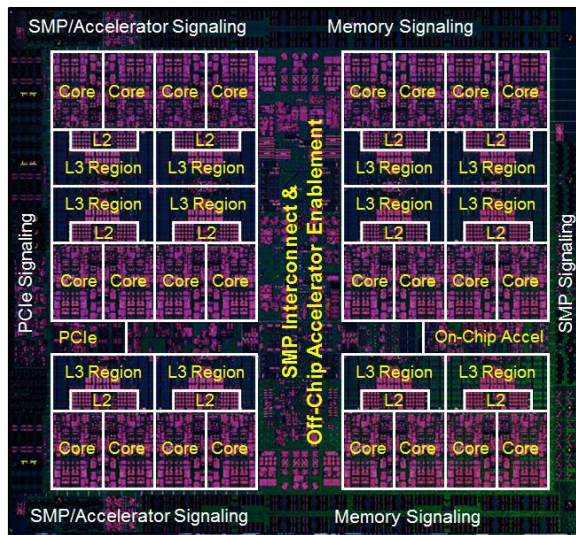 SMP/Accelerator Signaling Memory Signaling
Core Core Core Core Core Core Core Core
L2 L2 L2 L2
L3 Region L3 Region L3 Region L3 Region
L3 Region L3 Region L3 Region L3 Region
L2 L2 L2 L2
Core Core Core Core Core Core Core Core
PCIe Signaling
SMP Interconnect &
Off-Chip Accelerator Enablement
SMP Signaling
PCIe On-Chip Accel
L3 Region L3 Region L3 Region L3 Region
L2 L2 L2 L2
Core Core Core Core Core Core Core Core
SMP/Accelerator Signaling Memory Signaling